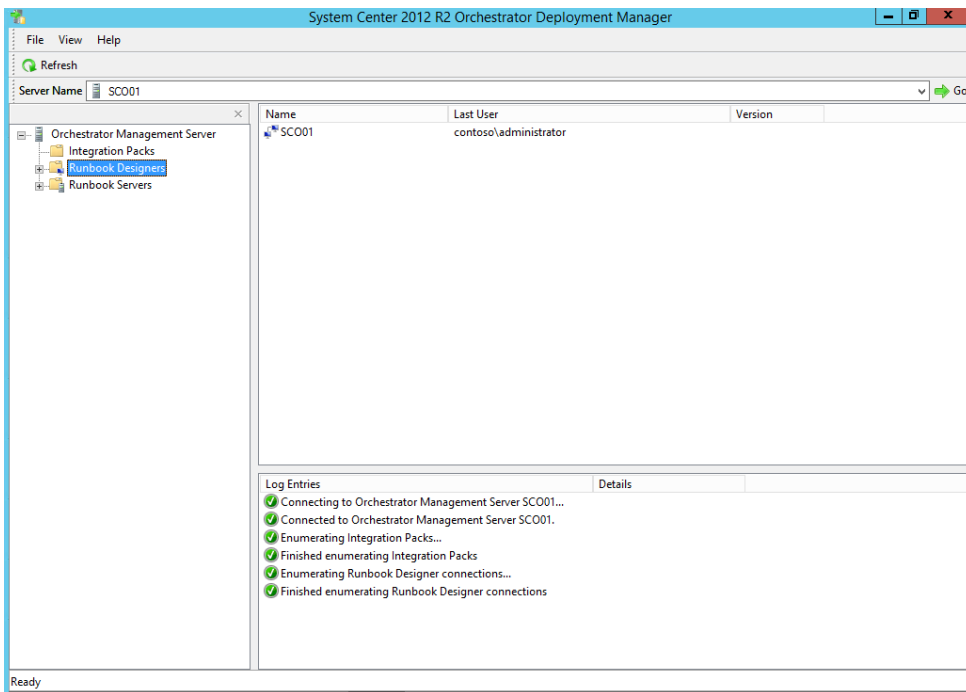 System Center 2012 R2 Orchestrator Deployment Manager
File View Help
Refresh
Server Name SCO01 Go
Orchestrator Management Server
Integration Packs
Runbook Designers
Runbook Servers
Name Last User Version
SCO01 contoso\administrator
Log Entries Details
Connecting to Orchestrator Management Server SCO01...
Connected to Orchestrator Management Server SCO01.
Enumerating Integration Packs...
Finished enumerating Integration Packs
Enumerating Runbook Designer connections...
Finished enumerating Runbook Designer connections
Ready